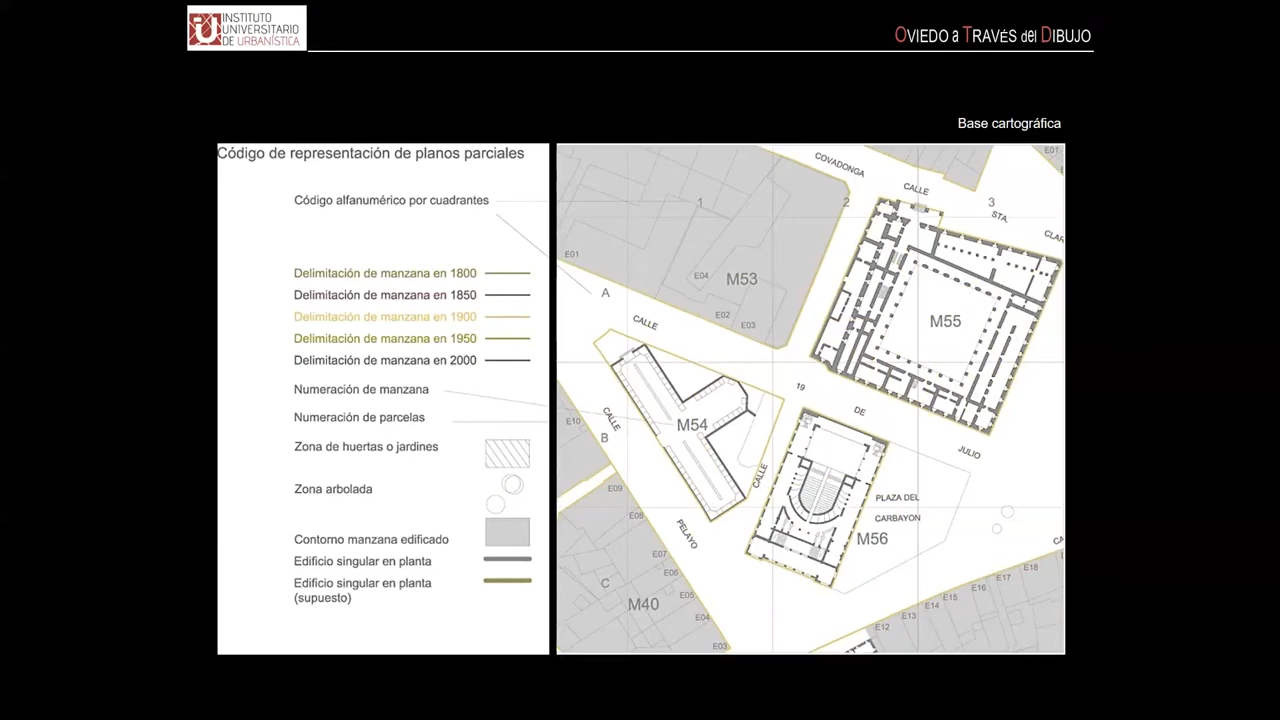 INSTITUTO
UNIVERSITARIO
DE URBANÍSTICA
OVIEDO a TRAVÉS del DIBUJO
Base cartográfica
Código de representación de planos parciales
Código alfanumérico por cuadrantes
Delimitación de manzana en 1800
Delimitación de manzana en 1850
Delimitación de manzana en 1900
Delimitación de manzana en 1950
Delimitación de manzana en 2000
Numeración de manzana
Numeración de parcelas
Zona de huertas o jardines
Zona arbolada
Contorno manzana edificado
Edificio singular en planta
Edificio singular en planta
(supuesto)
COVADONGA
E01
CALLE
1
2
3
STA.
CLAR
E01
E04
M53
A
E02
E03
CALLE
M55
19
DE
JULIO
CALLE
E10
B
M54
CALLE
PLAZA DEL
CARBAYON
E09
E08
PELAYO
M56
CA
E07
E06
C
E05
M40
E04
E03
E18
E17
E16
E15
E14
E13
E12